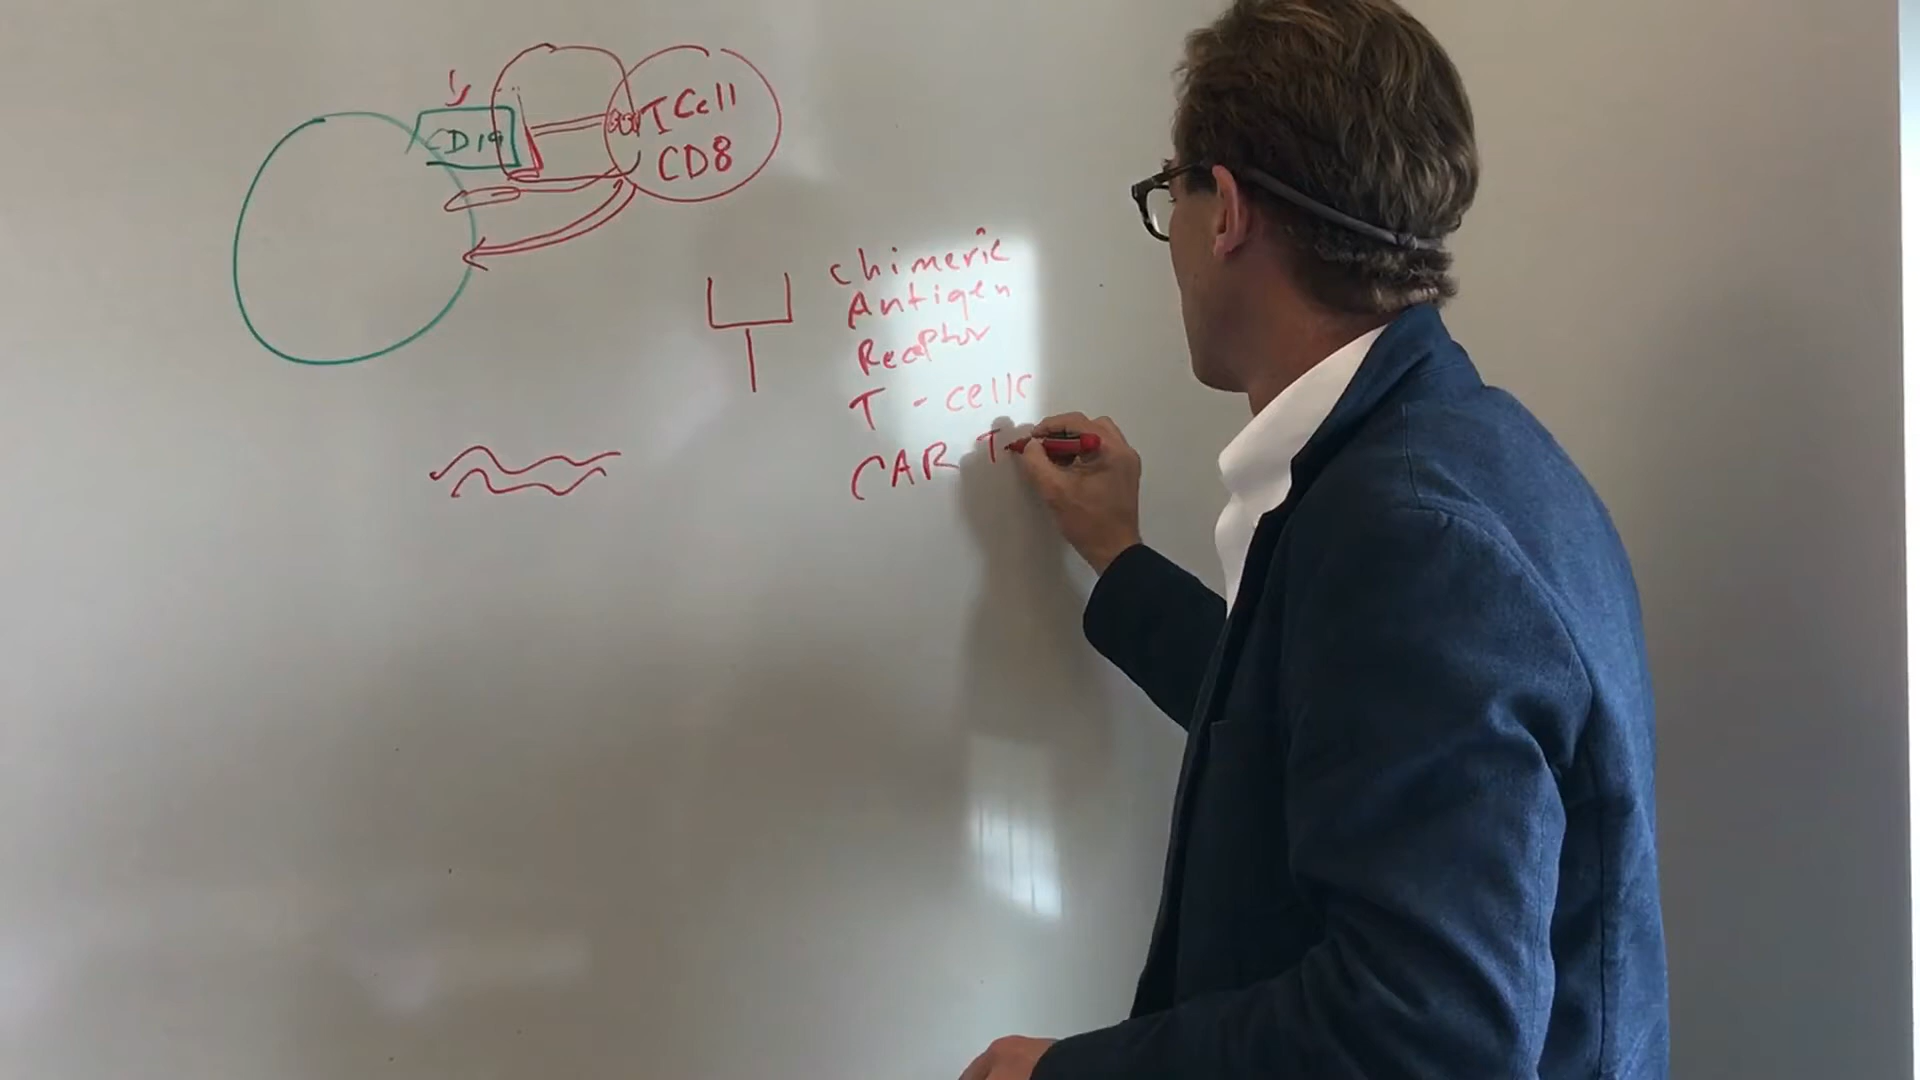 CD19
T Cell
CD8
Chimeric
Antigen
Receptor
T - cells
CAR T